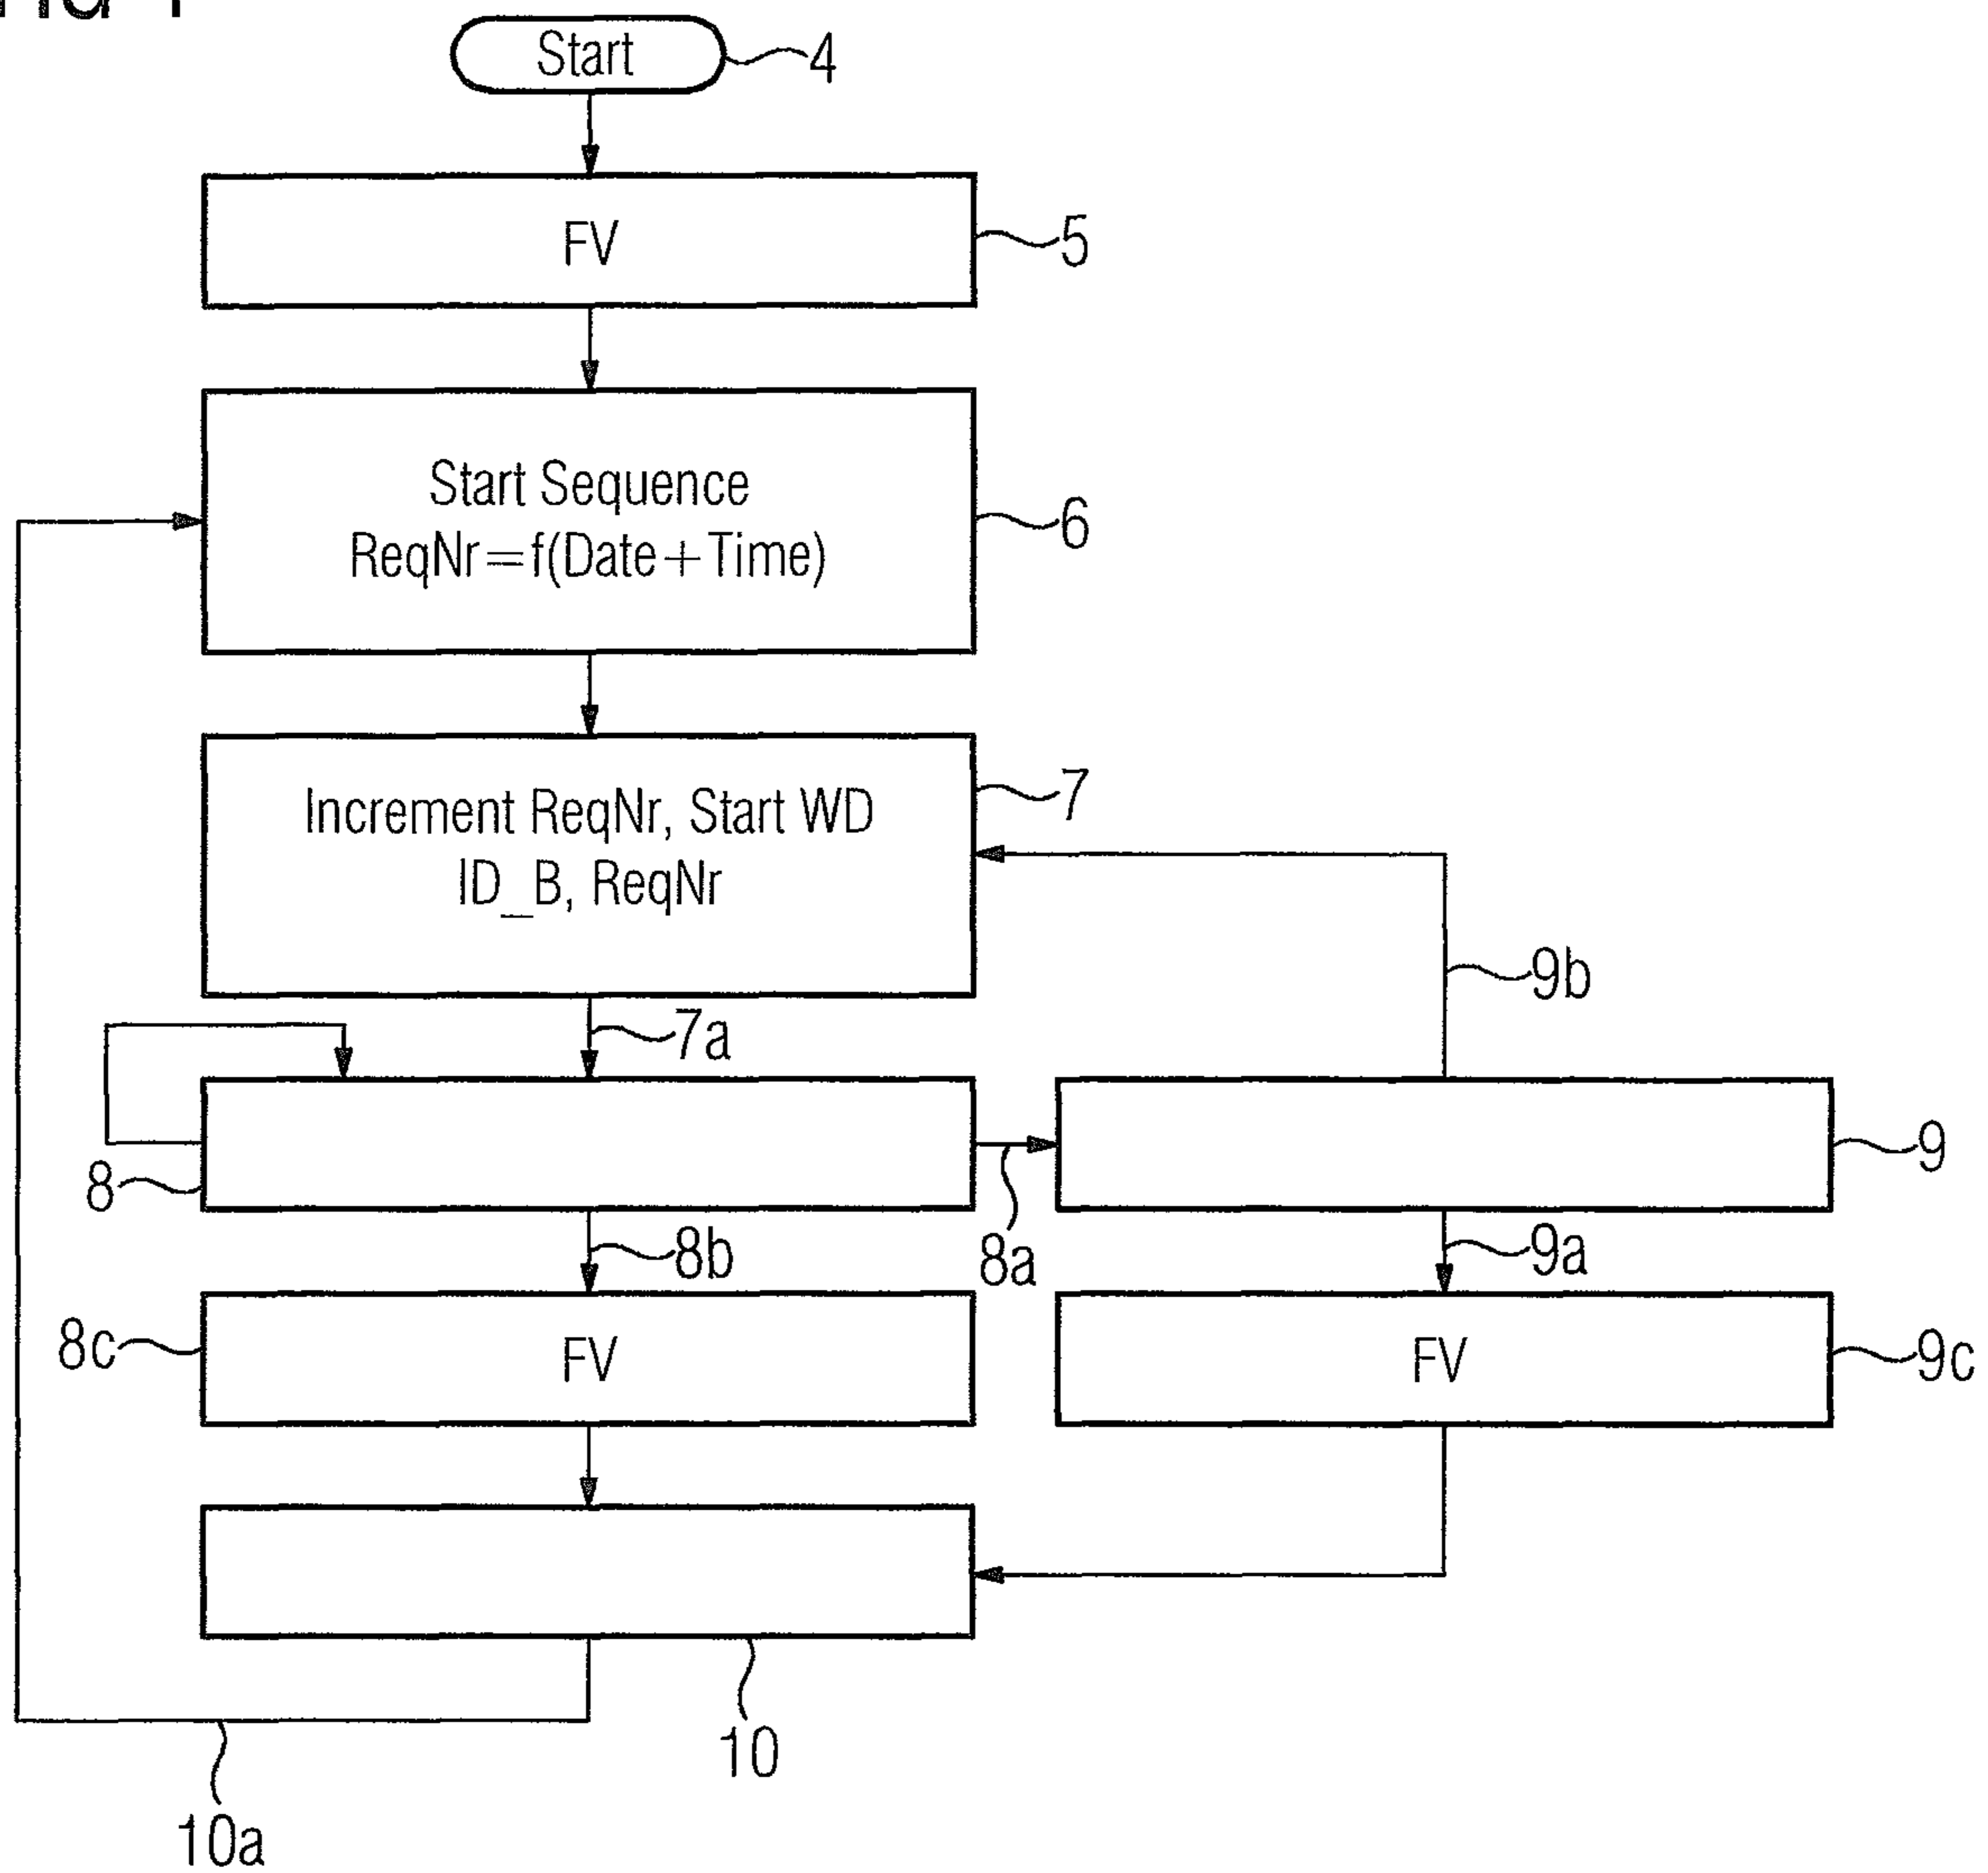 Start
4
FV
5
Start Sequence
ReqNr=f(Date+Time)
6
Increment ReqNr, Start WD
ID_B, ReqNr
7
9b
7a
8
9
8b
8a
9a
8c
FV
FV
9c
10
10a